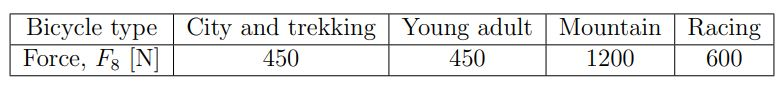 Bicycle type City and trekking Young adult Mountain Racing
Force, F₈ [N] 450 450 1200 600